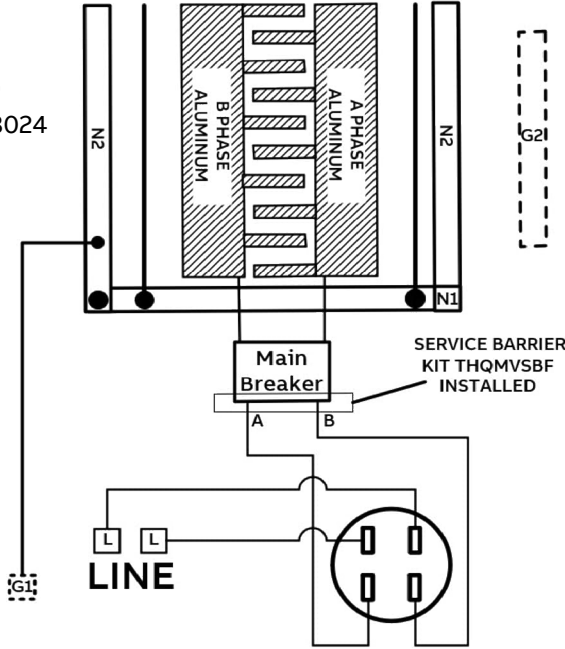 3024
N2
B PHASE
ALUMINUM
A PHASE
ALUMINUM
N2
G2
N1
Main
Breaker
SERVICE BARRIER
KIT THQMVSBF
INSTALLED
A
B
L
L
LINE
G1